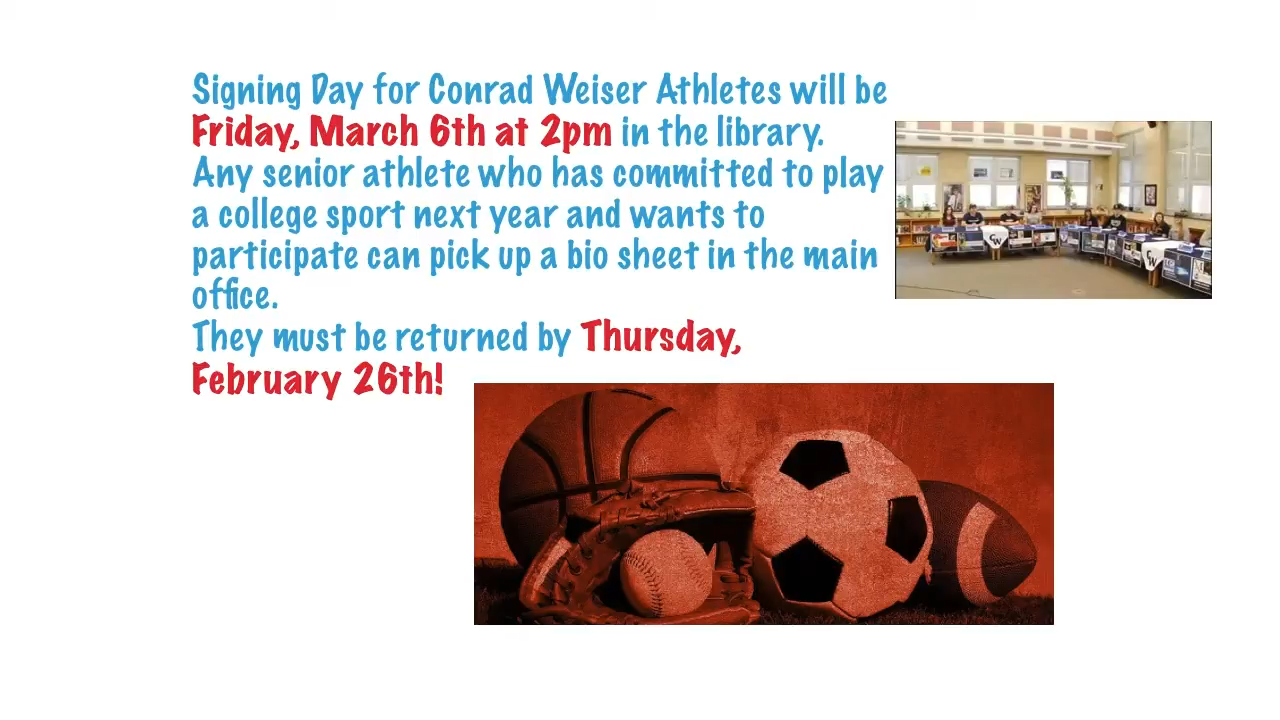 Signing Day for Conrad Weiser Athletes will be
Friday, March 6th at 2pm in the library.
Any senior athlete who has committed to play
a college sport next year and wants to
participate can pick up a bio sheet in the main
office.
They must be returned by Thursday,
February 26th!
CW
CW